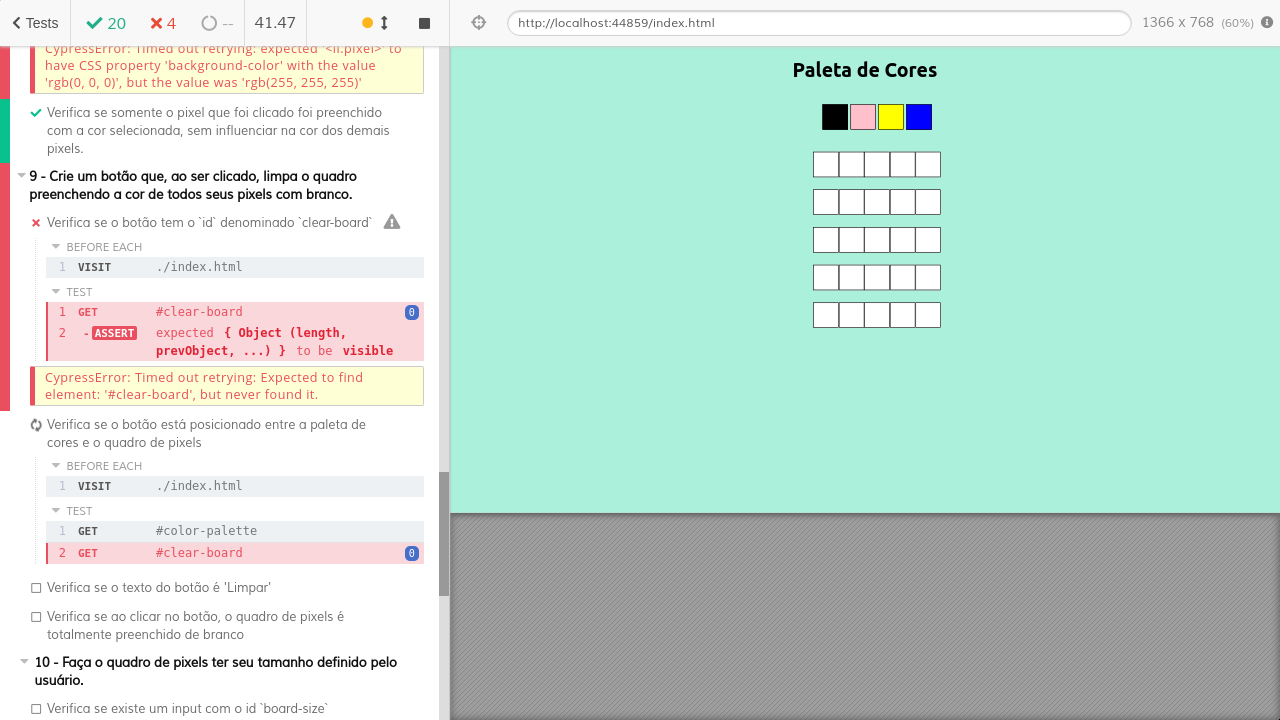 Tests 20 4 -- 41.47
http://localhost:44859/index.html 1366 x 768 (60%)
CypressError: Timed out retrying: expected '<li.pixel>' to
have CSS property 'background-color' with the value
'rgb(0, 0, 0)', but the value was 'rgb(255, 255, 255)'
Verifica se somente o pixel que foi clicado foi preenchido
com a cor selecionada, sem influenciar na cor dos demais
pixels.
9 - Crie um botão que, ao ser clicado, limpa o quadro
preenchendo a cor de todos seus pixels com branco.
Verifica se o botão tem o `id` denominado `clear-board`
BEFORE EACH
1 VISIT ./index.html
TEST
1 GET #clear-board 0
2 -ASSERT expected { Object (length,
prevObject, ...) } to be visible
CypressError: Timed out retrying: Expected to find
element: '#clear-board', but never found it.
Verifica se o botão está posicionado entre a paleta de
cores e o quadro de pixels
BEFORE EACH
1 VISIT ./index.html
TEST
1 GET #color-palette
2 GET #clear-board 0
Verifica se o texto do botão é 'Limpar'
Verifica se ao clicar no botão, o quadro de pixels é
totalmente preenchido de branco
10 - Faça o quadro de pixels ter seu tamanho definido pelo
usuário.
Verifica se existe um input com o id `board-size`
Paleta de Cores